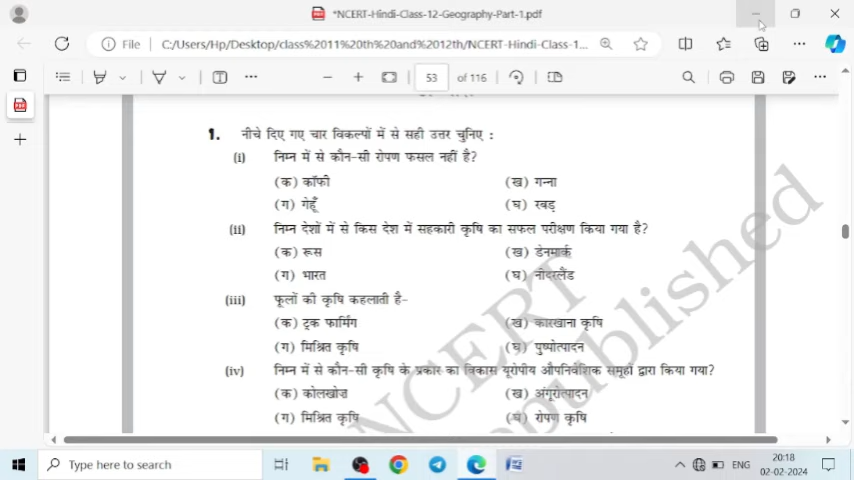 *NCERT-Hindi-Class-12-Geography-Part-1.pdf
File C:/Users/Hp/Desktop/class%2011%20th%20and%2012th/NCERT-Hindi-Class-1...
53 of 116
1. नीचे दिए गए चार विकल्पों में से सही उत्तर चुनिए :
(i) निम्न में से कौन-सी रोपण फसल नहीं है?
(क) कॉफी (ख) गन्ना
(ग) गेहूँ (घ) रबड़
(ii) निम्न देशों में से किस देश में सहकारी कृषि का सफल परीक्षण किया गया है?
(क) रूस (ख) डेनमार्क
(ग) भारत (घ) नीदरलैंड
(iii) फूलों की कृषि कहलाती है-
(क) ट्रक फार्मिंग (ख) कारखाना कृषि
(ग) मिश्रित कृषि (घ) पुष्पोत्पादन
(iv) निम्न में से कौन-सी कृषि के प्रकार का विकास यूरोपीय औपनिवेशिक समूहों द्वारा किया गया?
(क) कोलखोज़ (ख) अंगूरोत्पादन
(ग) मिश्रित कृषि (घ) रोपण कृषि
NCERT
published
Type here to search
ENG
20:18
02-02-2024